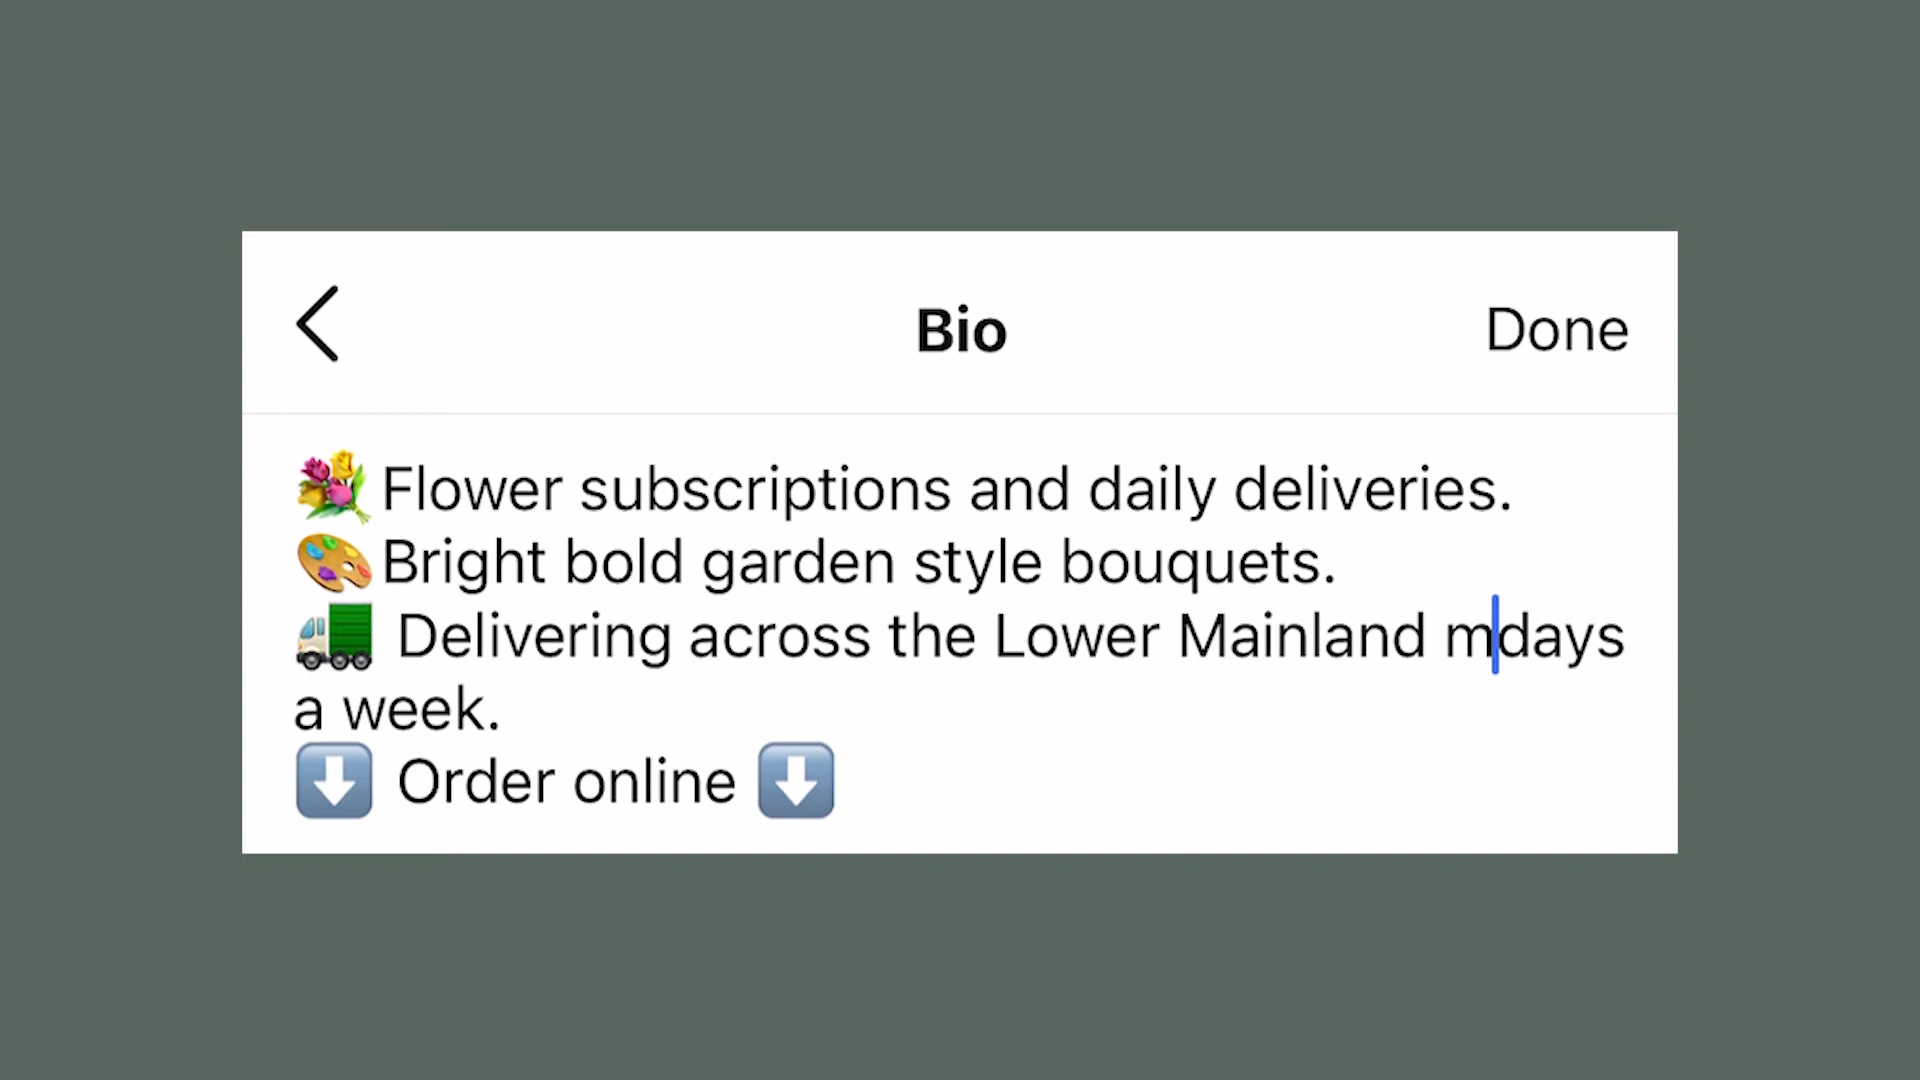 Bio
Done
💐Flower subscriptions and daily deliveries.
🎨Bright bold garden style bouquets.
🚛 Delivering across the Lower Mainland mdays
a week.
⬇️ Order online ⬇️